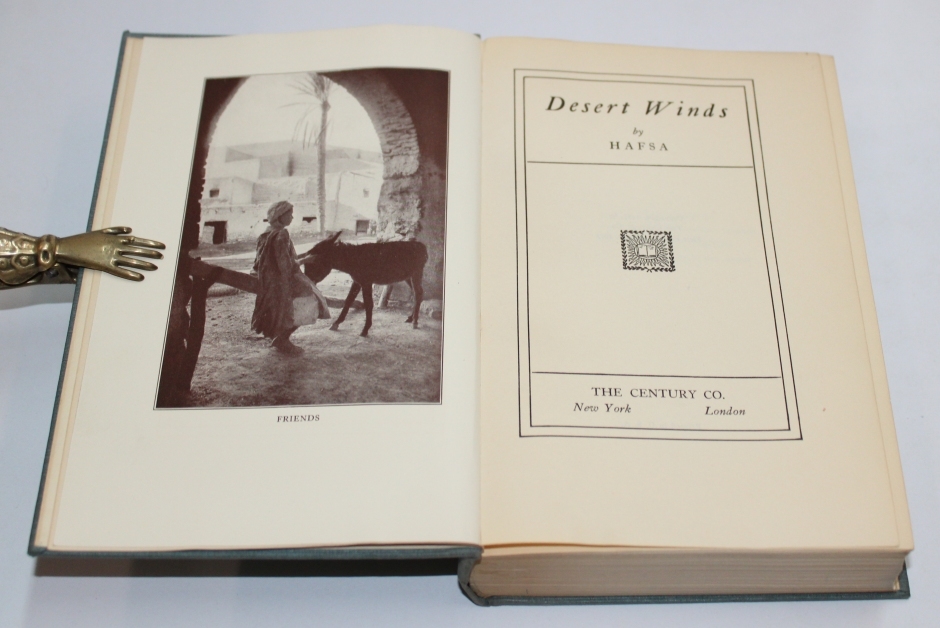 FRIENDS
Desert Winds
by
HAFSA
THE CENTURY CO.
New York London